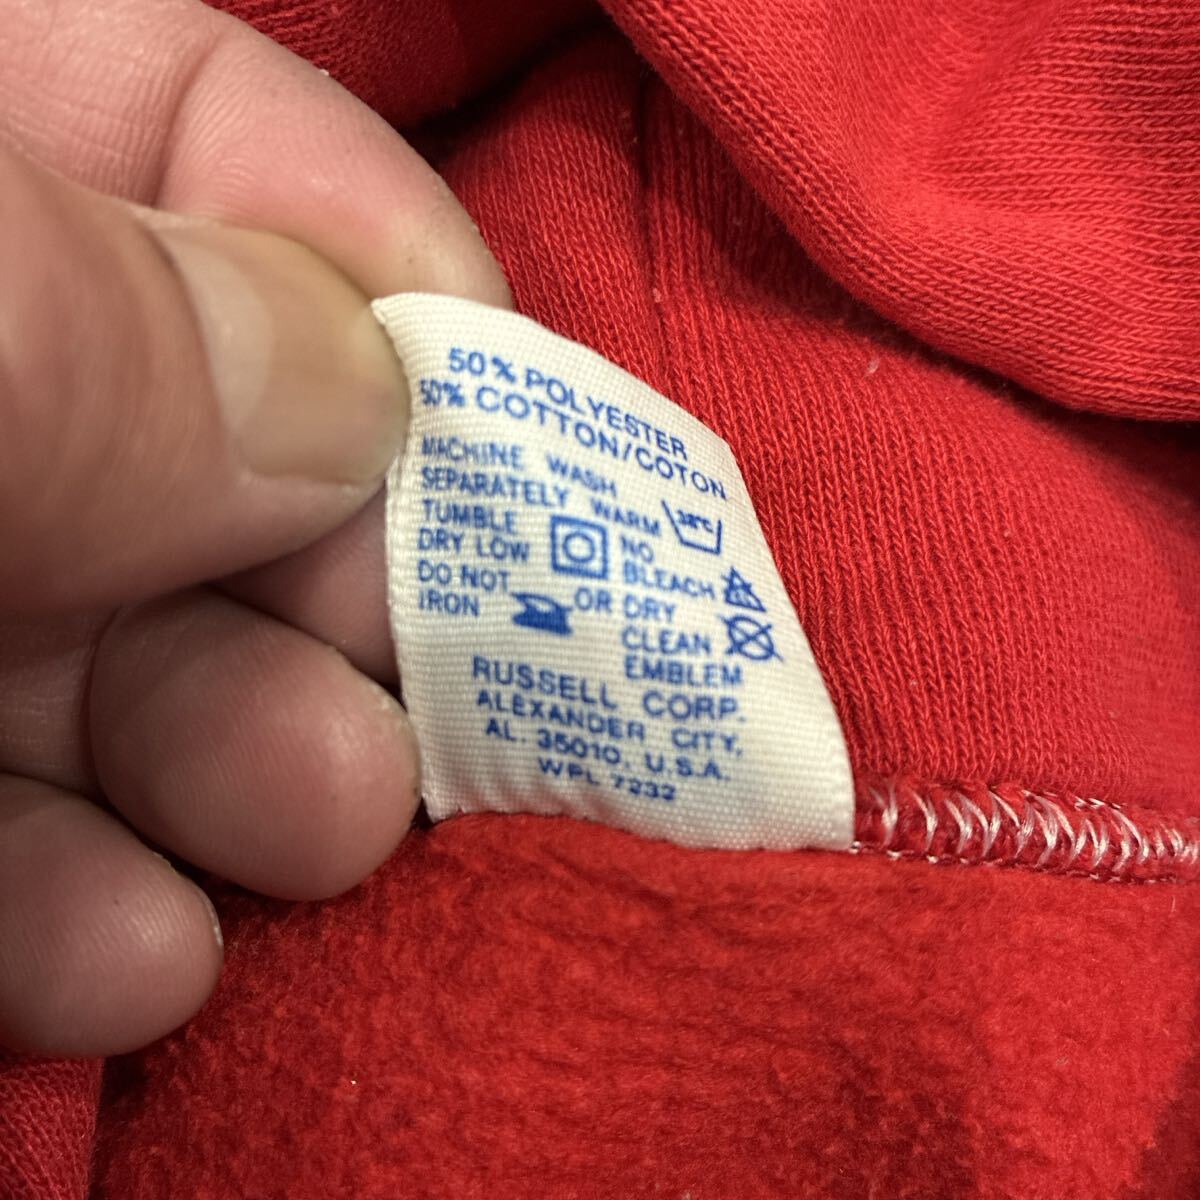 50% POLYESTER
50% COTTON/COTON
MACHINE WASH
SEPARATELY WARM 38°C
TUMBLE
DRY LOW
NO
BLEACH
DO NOT
IRON
OR DRY
CLEAN
EMBLEM
RUSSELL CORP.
ALEXANDER CITY,
AL. 35010, U.S.A.
WPL 7232